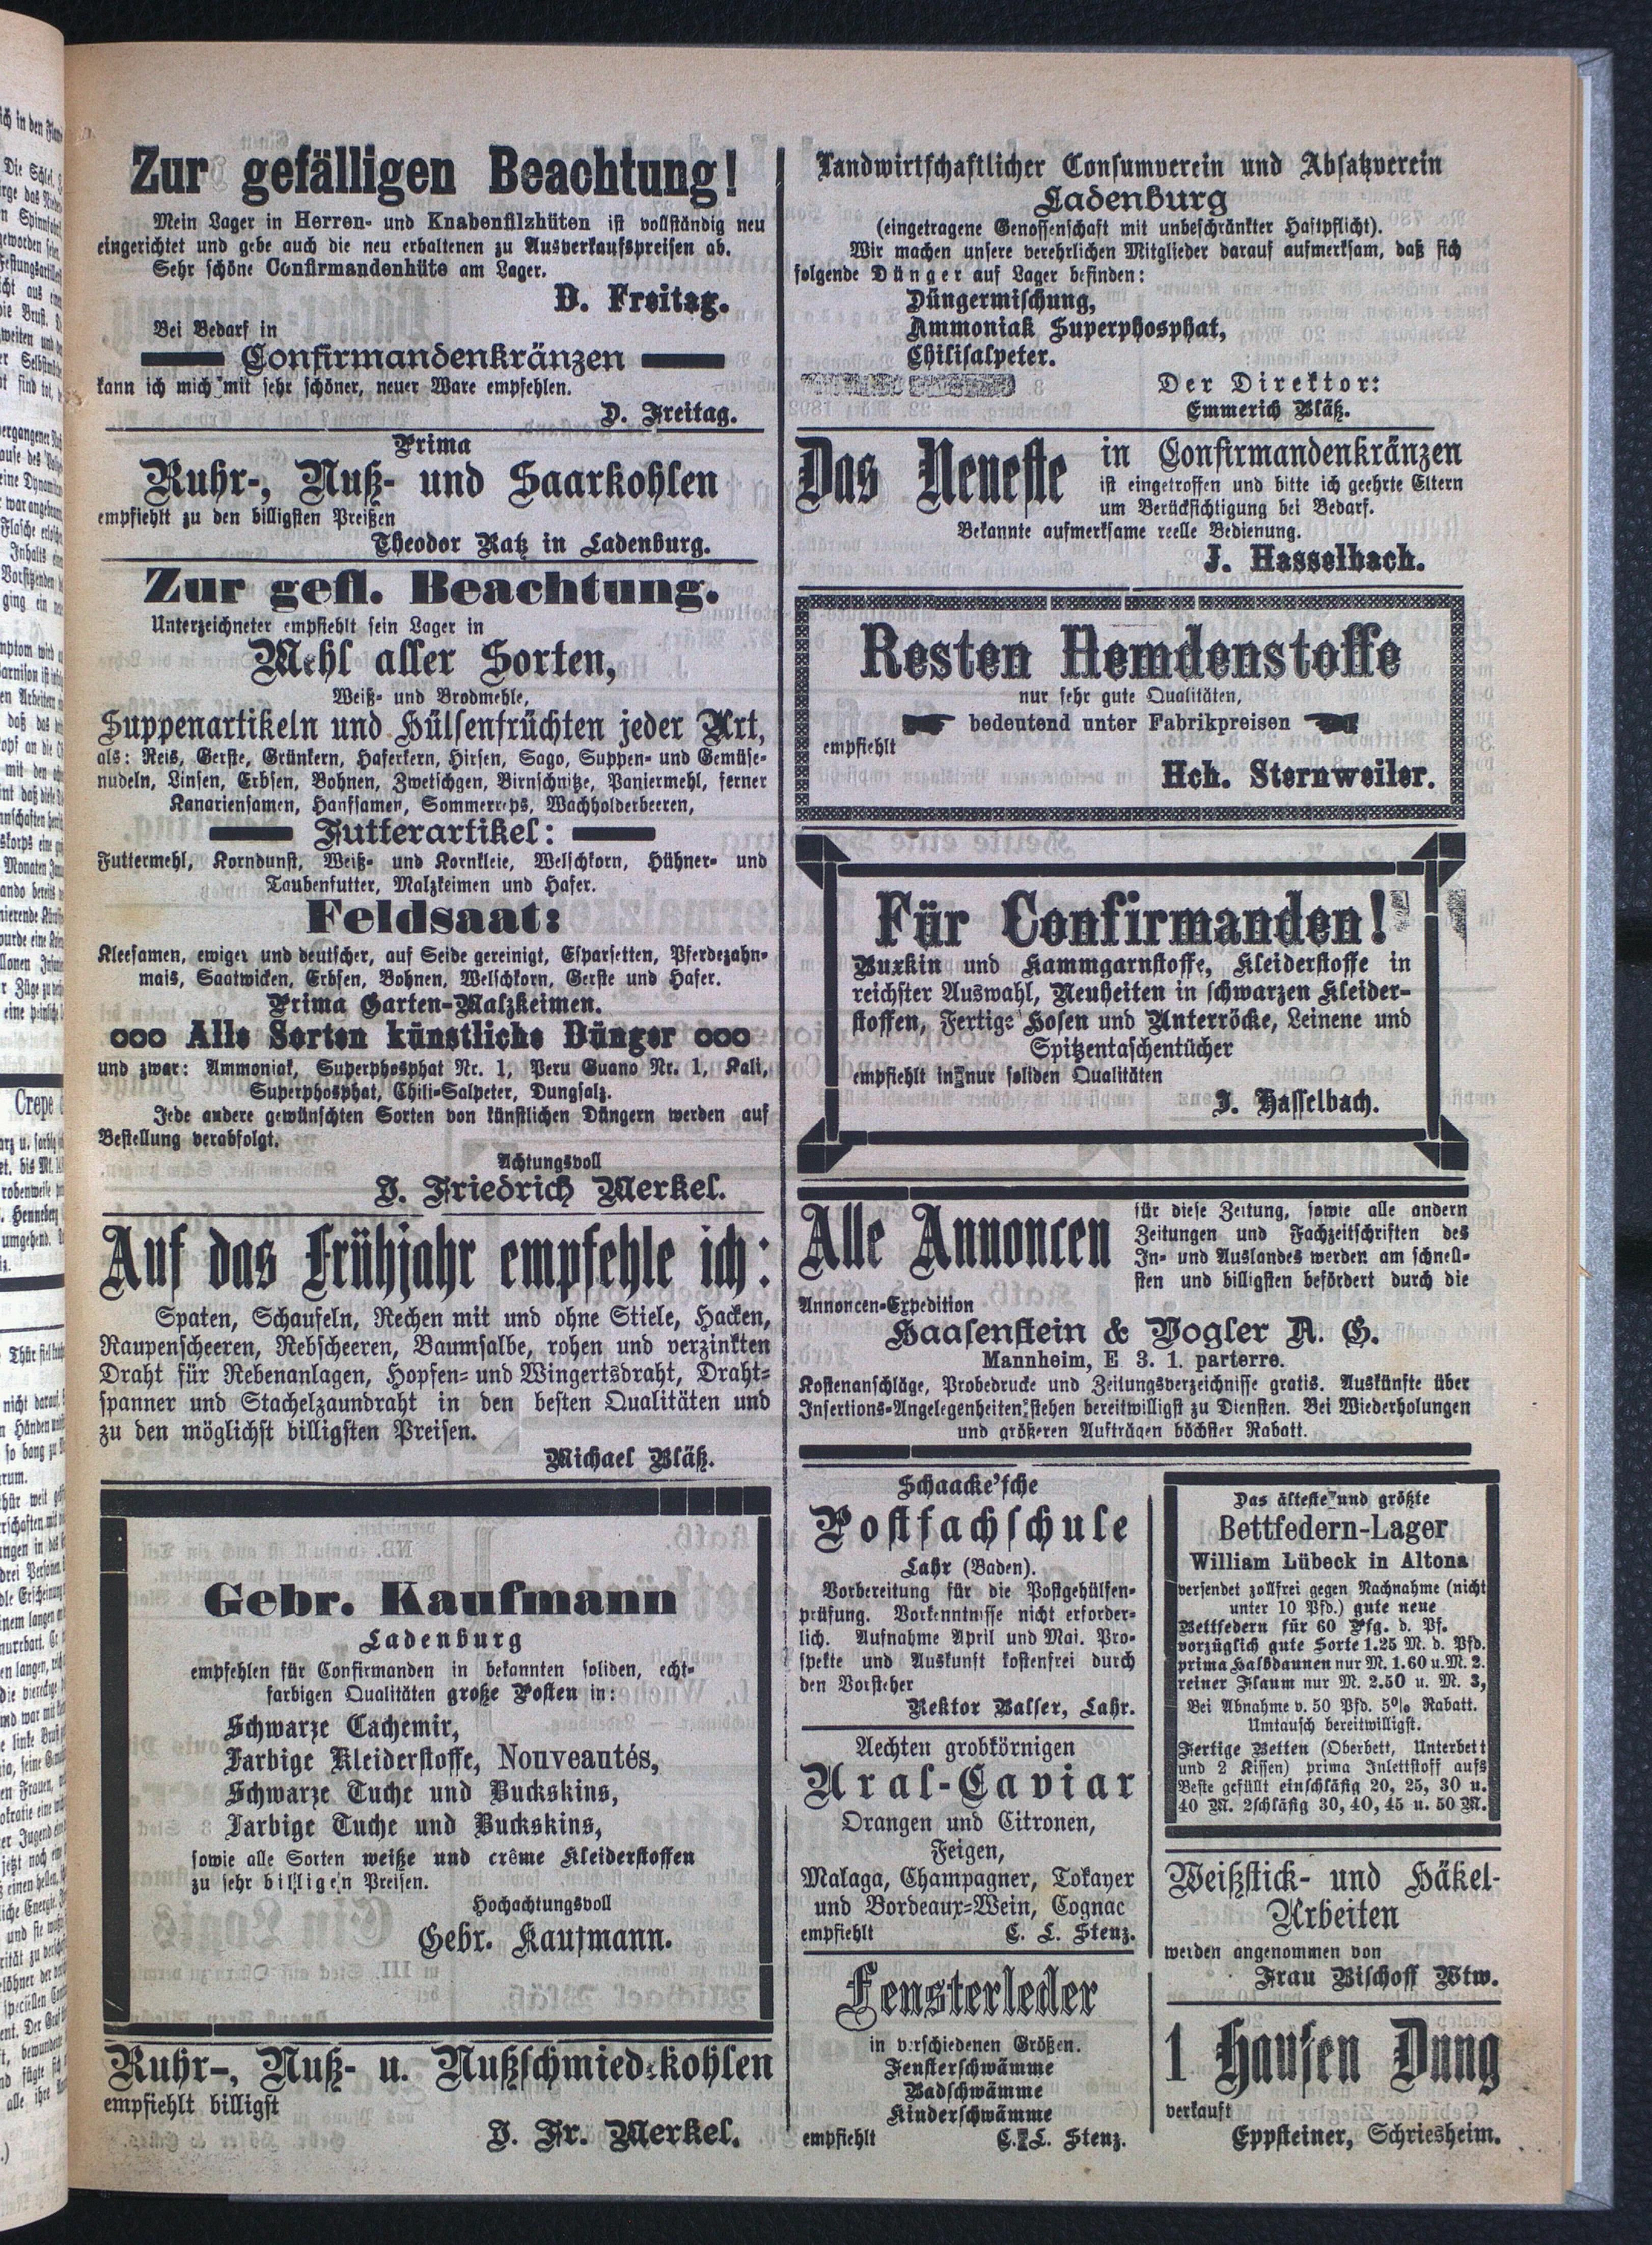 Zur gefälligen Beachtung!
Mein Lager in Herren- und Knabenfilzhüten ist vollständig neu
eingerichtet und gebe auch die neu erhaltenen zu Ausverkaufspreisen ab.
Sehr schöne Confirmandenhüte am Lager.
D. Freitag.
Bei Bedarf in
Confirmandenkränzen
kann ich mich mit sehr schöner, neuer Ware empfehlen.
D. Freitag.
Prima
Ruhr-, Nuß- und Saarkohlen
empfiehlt zu den billigsten Preißen
Theodor Ratz in Ladenburg.
Zur gefl. Beachtung.
Unterzeichneter empfiehlt sein Lager in
Mehl aller Sorten,
Weiß- und Brodmehle,
Suppenartikeln und Hülsenfrüchten jeder Art,
als: Reis, Gerste, Grünkern, Haferkern, Hirsen, Sago, Suppen- und Gemüse-
nudeln, Linsen, Erbsen, Bohnen, Zwetschgen, Birnschnitze, Paniermehl, ferner
Kanariensamen, Hanfsamen, Sommerreps, Wachholderbeeren,
Futterartikel:
Futtermehl, Korndunst, Weiß- und Kornkleie, Welschkorn, Hühner- und
Taubenfutter, Malzkeimen und Hafer.
Feldsaat:
Kleesamen, ewiger und deutscher, auf Seide gereinigt, Esparsetten, Pferdezahn-
mais, Saatwicken, Erbsen, Bohnen, Welschkorn, Gerste und Hafer.
Prima Garten-Malzkeimen.
ooo Alle Sorten künstliche Dünger ooo
und zwar: Ammoniak, Superphosphat Nr. 1, Peru Guano Nr. 1, Kali,
Superphosphat, Chili-Salpeter, Dungsalz.
Jede andere gewünschten Sorten von künstlichen Düngern werden auf
Bestellung verabfolgt.
Achtungsvoll
J. Friedrich Merkel.
Auf das Frühjahr empfehle ich:
Spaten, Schaufeln, Rechen mit und ohne Stiele, Hacken,
Raupenscheeren, Rebscheeren, Baumsalbe, rohen und verzinkten
Draht für Rebenanlagen, Hopfen- und Wingertsdraht, Draht-
spanner und Stachelzaundraht in den besten Qualitäten und
zu den möglichst billigsten Preisen.
Michael Bläß.
Gebr. Kaufmann
Ladenburg
empfehlen für Confirmanden in bekannten soliden, echt-
farbigen Qualitäten große Posten in:
Schwarze Cachemir,
Farbige Kleiderstoffe, Nouveautés,
Schwarze Tuche und Buckskins,
Farbige Tuche und Buckskins,
sowie alle Sorten weiße und crême Kleiderstoffen
zu sehr billigen Preisen.
Hochachtungsvoll
Gebr. Kaufmann.
Ruhr-, Nuß- u. Nußschmiedekohlen
empfiehlt billigst
J. Fr. Merkel.
Landwirtschaftlicher Consumverein und Absatzverein
Ladenburg
(eingetragene Genossenschaft mit unbeschränkter Haftpflicht).
Wir machen unsere verehrlichen Mitglieder darauf aufmerksam, daß sich
folgende Dünger auf Lager befinden:
Düngermischung,
Ammoniak Superphosphat,
Chilisalpeter.
Der Direktor:
Emmerich Bläß.
Das Neueste in Confirmandenkränzen
ist eingetroffen und bitte ich geehrte Eltern
um Berücksichtigung bei Bedarf.
Bekannte aufmerksame reelle Bedienung.
J. Hasselbach.
Resten Hemdenstoffe
nur sehr gute Qualitäten,
bedeutend unter Fabrikpreisen
empfiehlt
Hch. Sternweiler.
Für Confirmanden!
Buxkin und Kammgarnstoffe, Kleiderstoffe in
reichster Auswahl, Neuheiten in schwarzen Kleider-
stoffen, Fertige Hosen und Unterröcke, Leinene und
Spitzentaschentücher
empfiehlt in nur soliden Qualitäten
J. Hasselbach.
Alle Annoncen für diese Zeitung, sowie alle andern
Zeitungen und Fachzeitschriften des
In- und Auslandes werden am schnell-
sten und billigsten befördert durch die
Annoncen-Expedition
Haasenstein & Vogler A. G.
Mannheim, E 3. 1. parterre.
Kostenanschläge, Probedrucke und Zeitungsverzeichnisse gratis. Auskünfte über
Insertions-Angelegenheiten stehen bereitwilligst zu Diensten. Bei Wiederholungen
und größeren Aufträgen höchster Rabatt.
Schaacke'sche
Postfachschule
Lahr (Baden).
Vorbereitung für die Postgehülfen-
prüfung. Vorkenntnisse nicht erforder-
lich. Aufnahme April und Mai. Pro-
spekte und Auskunft kostenfrei durch
den Vorsteher
Rektor Balser, Lahr.
Aechten grobkörnigen
Ural-Caviar
Orangen und Citronen,
Feigen,
Malaga, Champagner, Tokayer
und Bordeaux-Wein, Cognac
empfiehlt C. L. Stenz.
Fensterleder
in verschiedenen Größen.
Fensterschwämme
Badschwämme
Kinderschwämme
empfiehlt C. L. Stenz.
Das älteste und größte
Bettfedern-Lager
William Lübeck in Altona
versendet zollfrei gegen Nachnahme (nicht
unter 10 Pfd.) gute neue
Bettfedern für 60 Pfg. d. Pf.
vorzüglich gute Sorte 1.25 M. d. Pfd.
prima Halbdaunen nur M. 1.60 u. M. 2.
reiner Flaum nur M. 2.50 u. M. 3,
Bei Abnahme v. 50 Pfd. 5% Rabatt.
Umtausch bereitwilligst.
Fertige Betten (Oberbett, Unterbett
und 2 Kissen) prima Inlettstoff aufs
Beste gefüllt einschläfig 20, 25, 30 u.
40 M. 2schläfig 30, 40, 45 u. 50 M.
Weißstick- und Häkel-
Arbeiten
werden angenommen von
Frau Bischoff Wtw.
1 Haufen Dung
verkauft
Eppsteiner, Schriesheim.